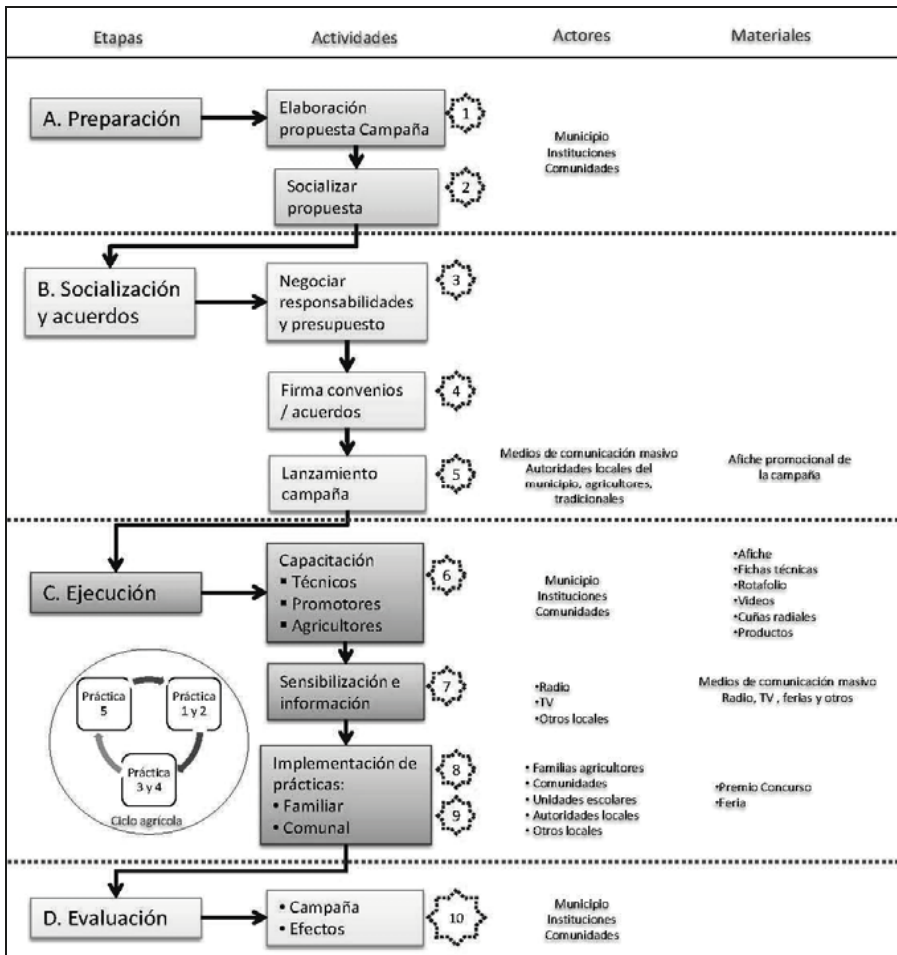 Etapas Actividades Actores Materiales
A. Preparación
Elaboración
propuesta Campaña
1
Municipio
Instituciones
Comunidades
Socializar
propuesta
2
B. Socialización
y acuerdos
Negociar
responsabilidades
y presupuesto
3
Firma convenios
/ acuerdos
4
Lanzamiento
campaña
5
Medios de comunicación masivo
Autoridades locales del
municipio, agricultores,
tradicionales
Afiche promocional de
la campaña
C. Ejecución
Capacitación
▪ Técnicos
▪ Promotores
▪ Agricultores
6
Municipio
Instituciones
Comunidades
•Afiche
•Fichas técnicas
•Rotafolio
•Videos
•Cuñas radiales
•Productos
Sensibilización e
información
7
•Radio
•TV
•Otros locales
Medios de comunicación masivo
Radio, TV , ferias y otros
Práctica
5
Práctica
1 y 2
Práctica
3 y 4
Ciclo agrícola
Implementación de
prácticas:
• Familiar
• Comunal
8
9
• Familias agricultores
• Comunidades
• Unidades escolares
• Autoridades locales
• Otros locales
•Premio Concurso
•Feria
D. Evaluación
• Campaña
• Efectos
10
Municipio
Instituciones
Comunidades